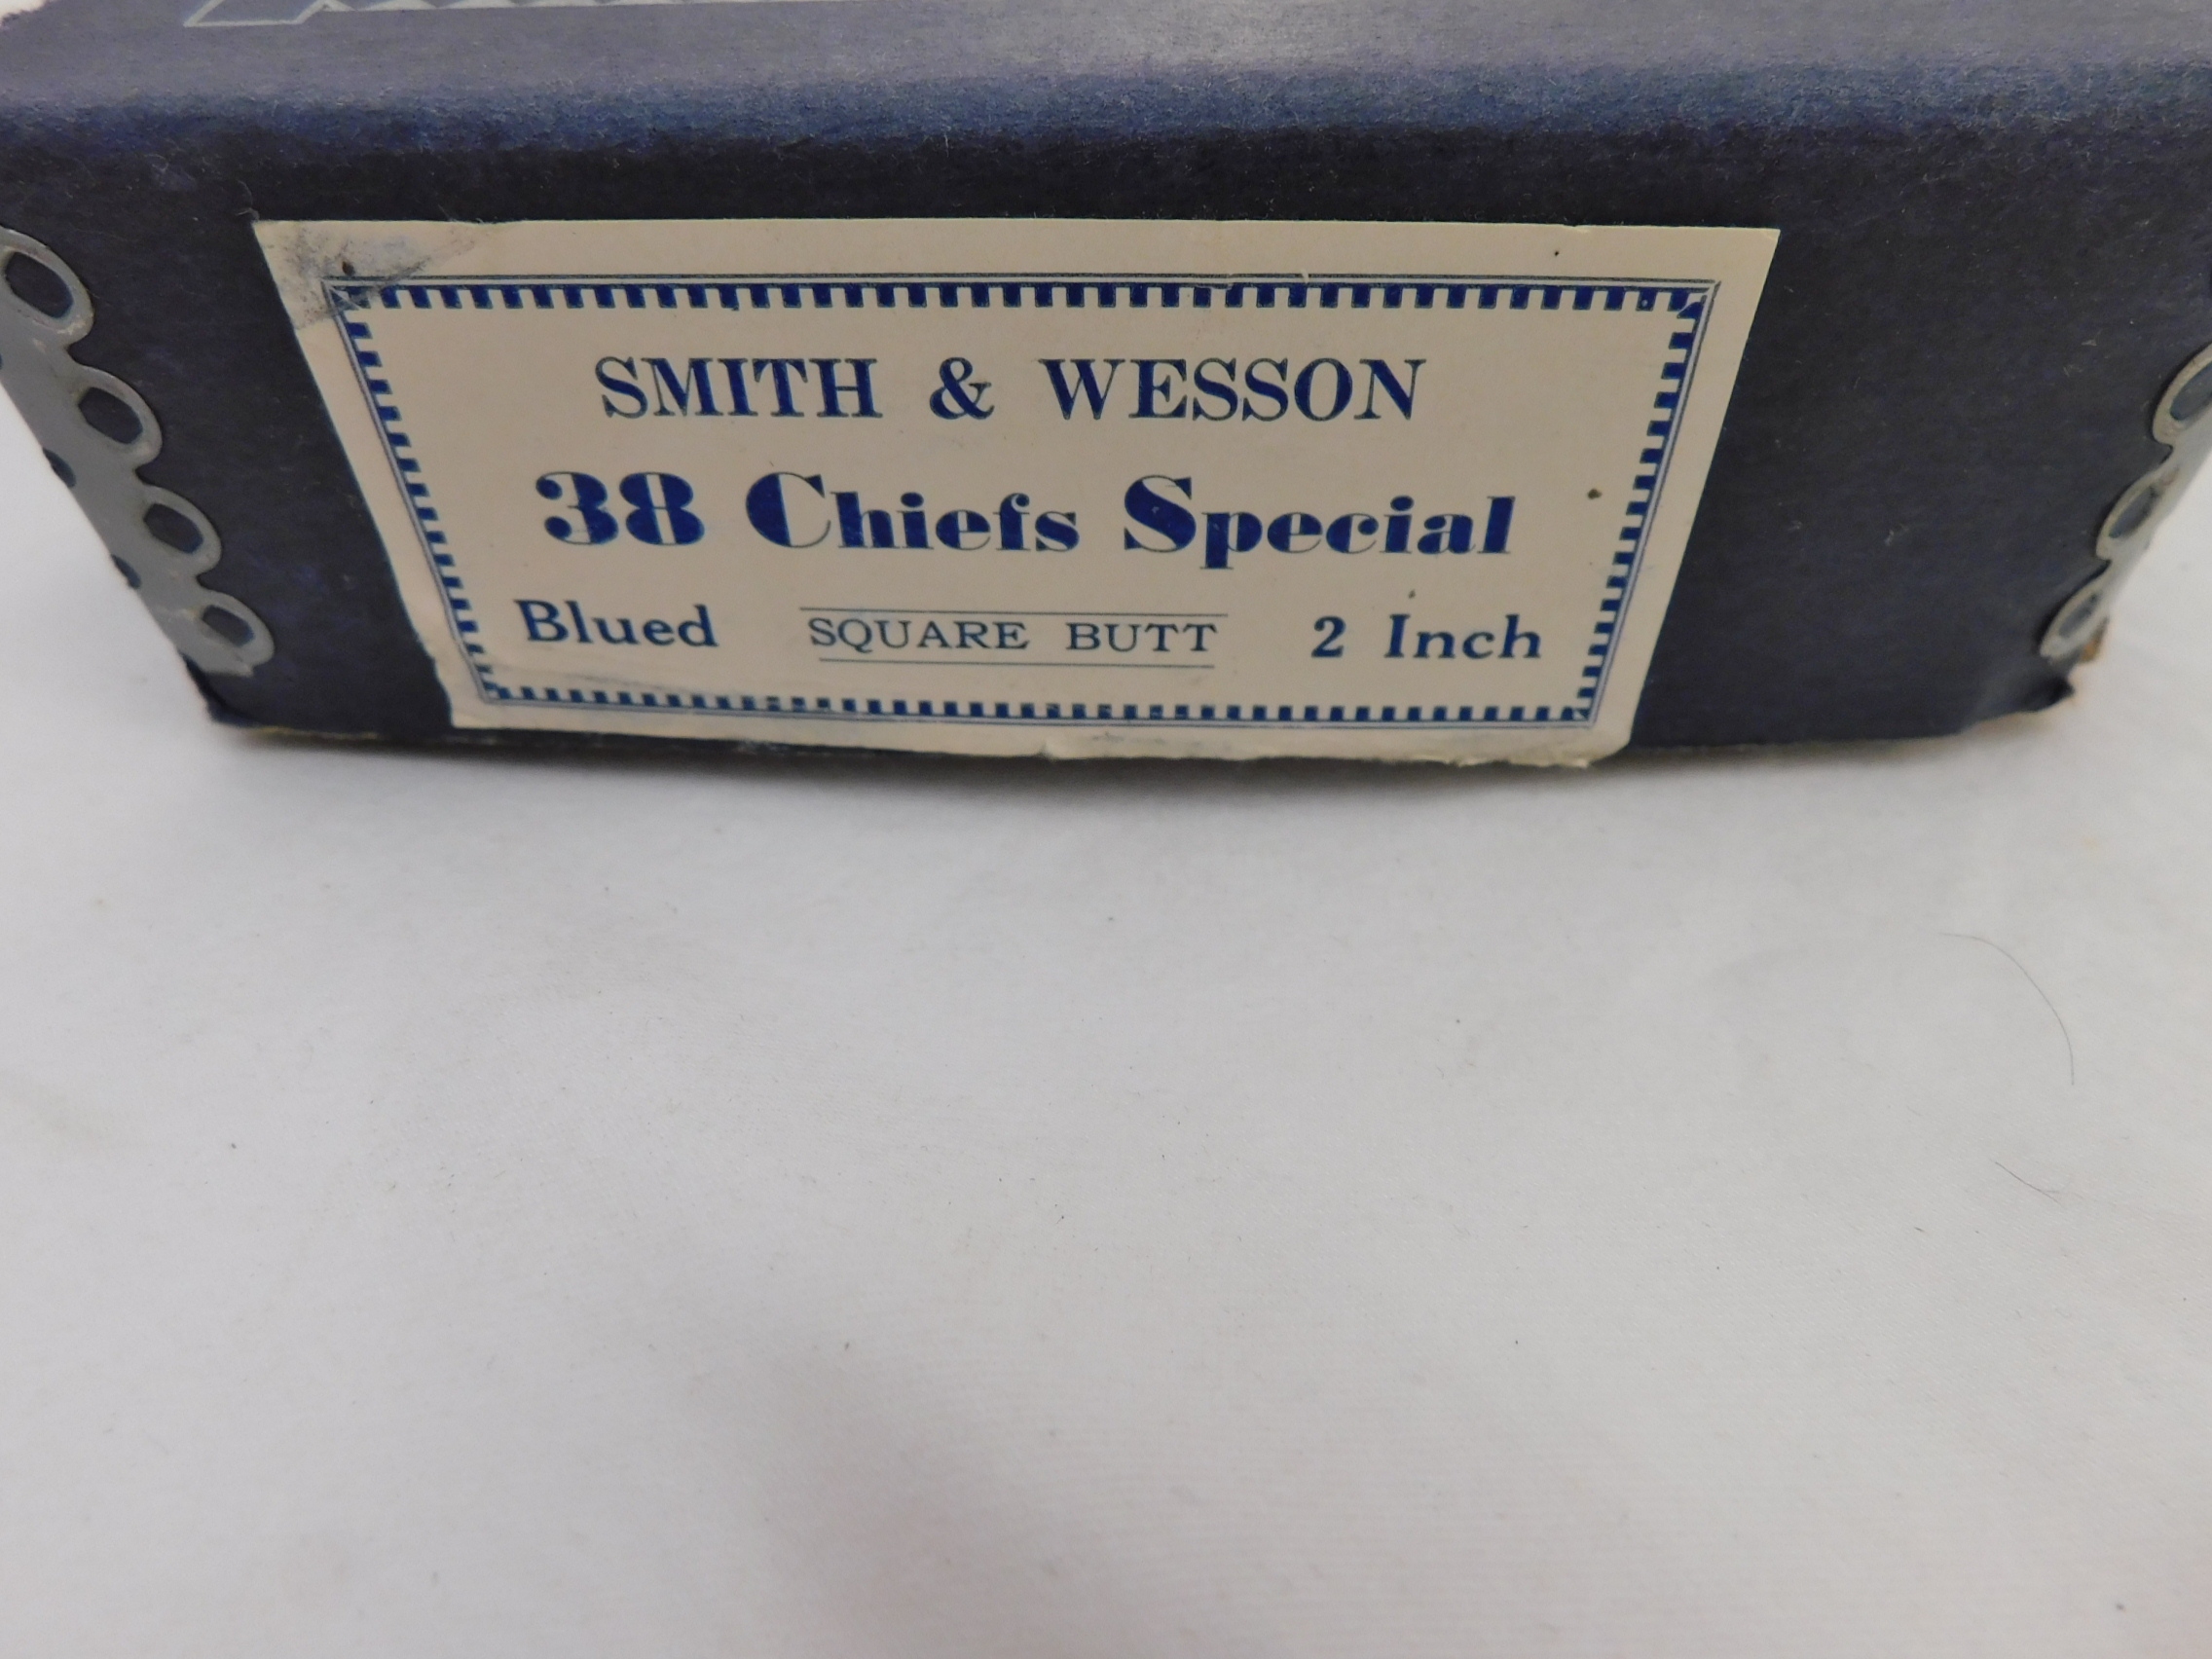 SMITH & WESSON
38 Chiefs Special
Blued SQUARE BUTT 2 Inch